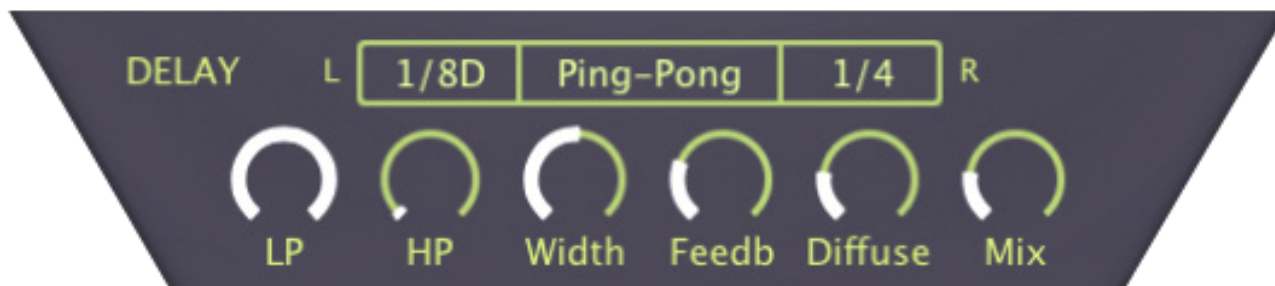 DELAY L 1/8D Ping-Pong 1/4 R
LP HP Width Feedb Diffuse Mix